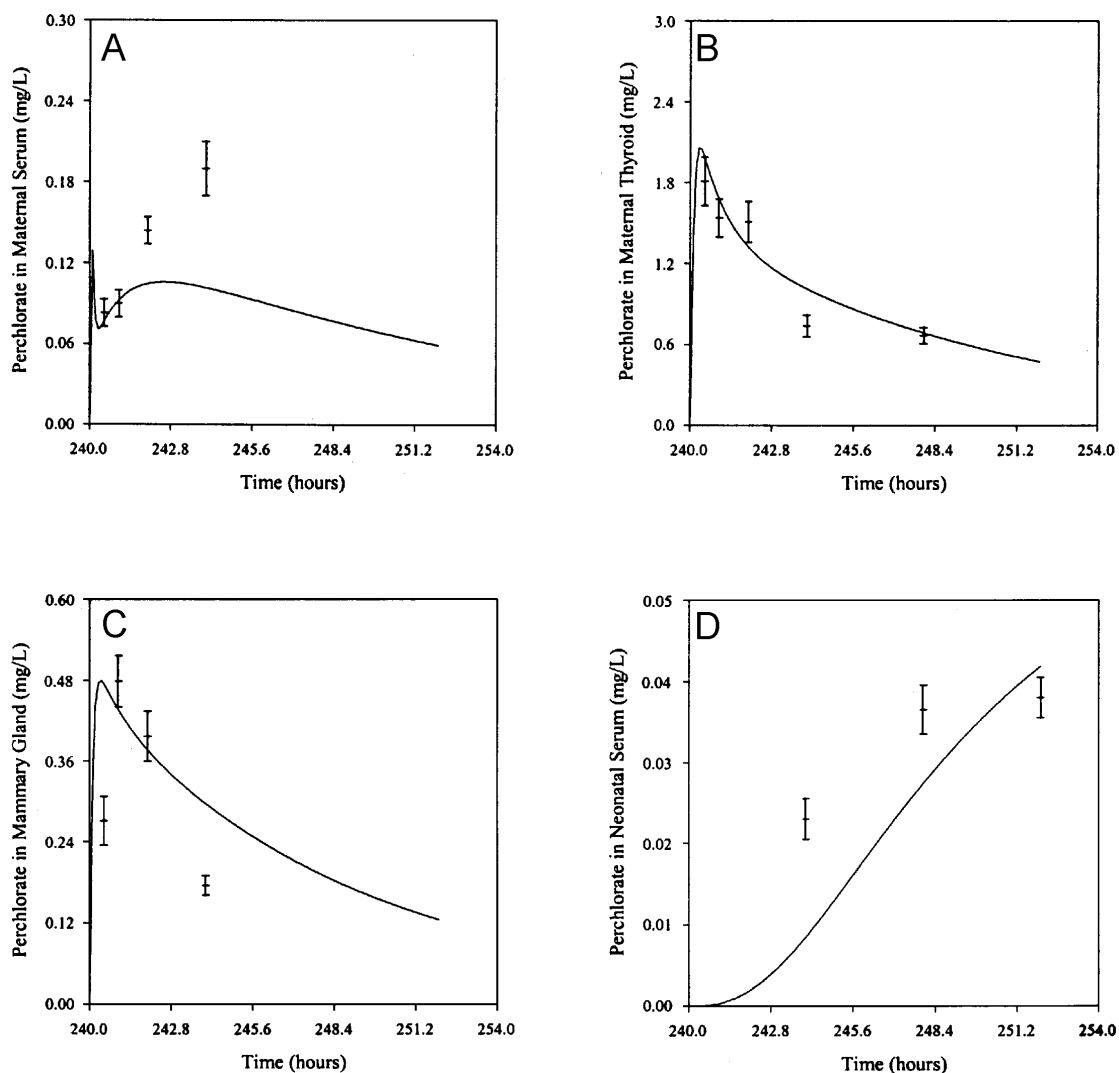 A
Perchlorate in Maternal Serum (mg/L)
0.30
0.24
0.18
0.12
0.06
0.00
240.0 242.8 245.6 248.4 251.2 254.0
Time (hours)
B
Perchlorate in Maternal Thyroid (mg/L)
3.0
2.4
1.8
1.2
0.6
0.0
240.0 242.8 245.6 248.4 251.2 254.0
Time (hours)
C
Perchlorate in Mammary Gland (mg/L)
0.60
0.48
0.36
0.24
0.12
0.00
240.0 242.8 245.6 248.4 251.2 254.0
Time (hours)
D
Perchlorate in Neonatal Serum (mg/L)
0.05
0.04
0.03
0.02
0.01
0.00
240.0 242.8 245.6 248.4 251.2 254.0
Time (hours)